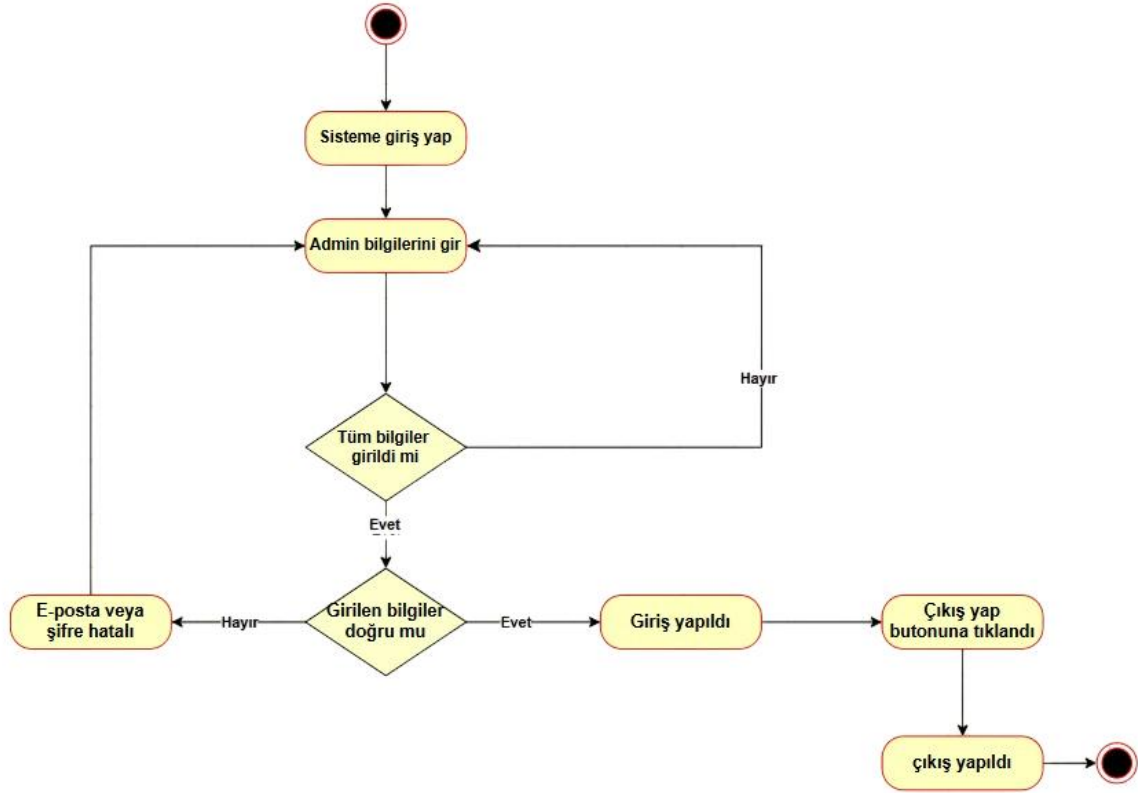 Sisteme giriş yap
Admin bilgilerini gir
Hayır
Tüm bilgiler
girildi mi
Evet
E-posta veya
şifre hatalı
Hayır
Girilen bilgiler
doğru mu
Evet
Giriş yapıldı
Çıkış yap
butonuna tıklandı
çıkış yapıldı